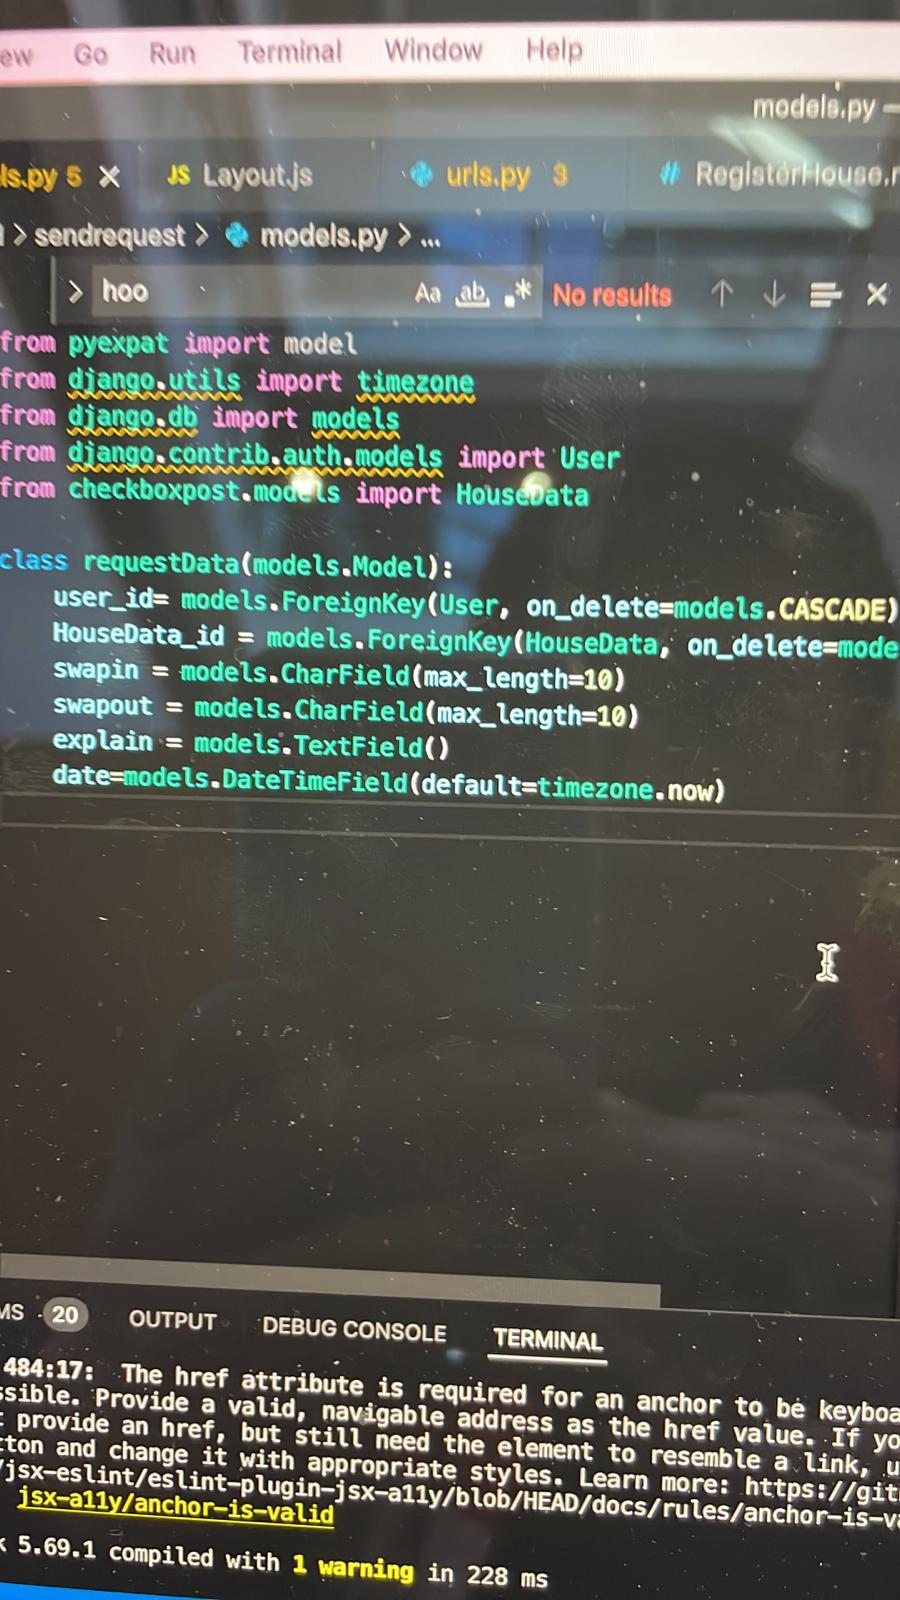 Go Run Terminal Window Help
models.py —
ls.py 5 × JS Layout.js urls.py 3 # RegisterHouse.
> sendrequest > models.py > ...
> hoo Aa ab .* No results
from pyexpat import model
from django.utils import timezone
from django.db import models
from django.contrib.auth.models import User
from checkboxpost.models import HouseData
class requestData(models.Model):
user_id= models.ForeignKey(User, on_delete=models.CASCADE)
HouseData_id = models.ForeignKey(HouseData, on_delete=mode
swapin = models.CharField(max_length=10)
swapout = models.CharField(max_length=10)
explain = models.TextField()
date=models.DateTimeField(default=timezone.now)
MS 20 OUTPUT DEBUG CONSOLE TERMINAL
484:17: The href attribute is required for an anchor to be keyboa
ssible. Provide a valid, navigable address as the href value. If yo
provide an href, but still need the element to resemble a link, u
tton and change it with appropriate styles. Learn more: https://git
/jsx-eslint/eslint-plugin-jsx-a11y/blob/HEAD/docs/rules/anchor-is-va
jsx-a11y/anchor-is-valid
k 5.69.1 compiled with 1 warning in 228 ms